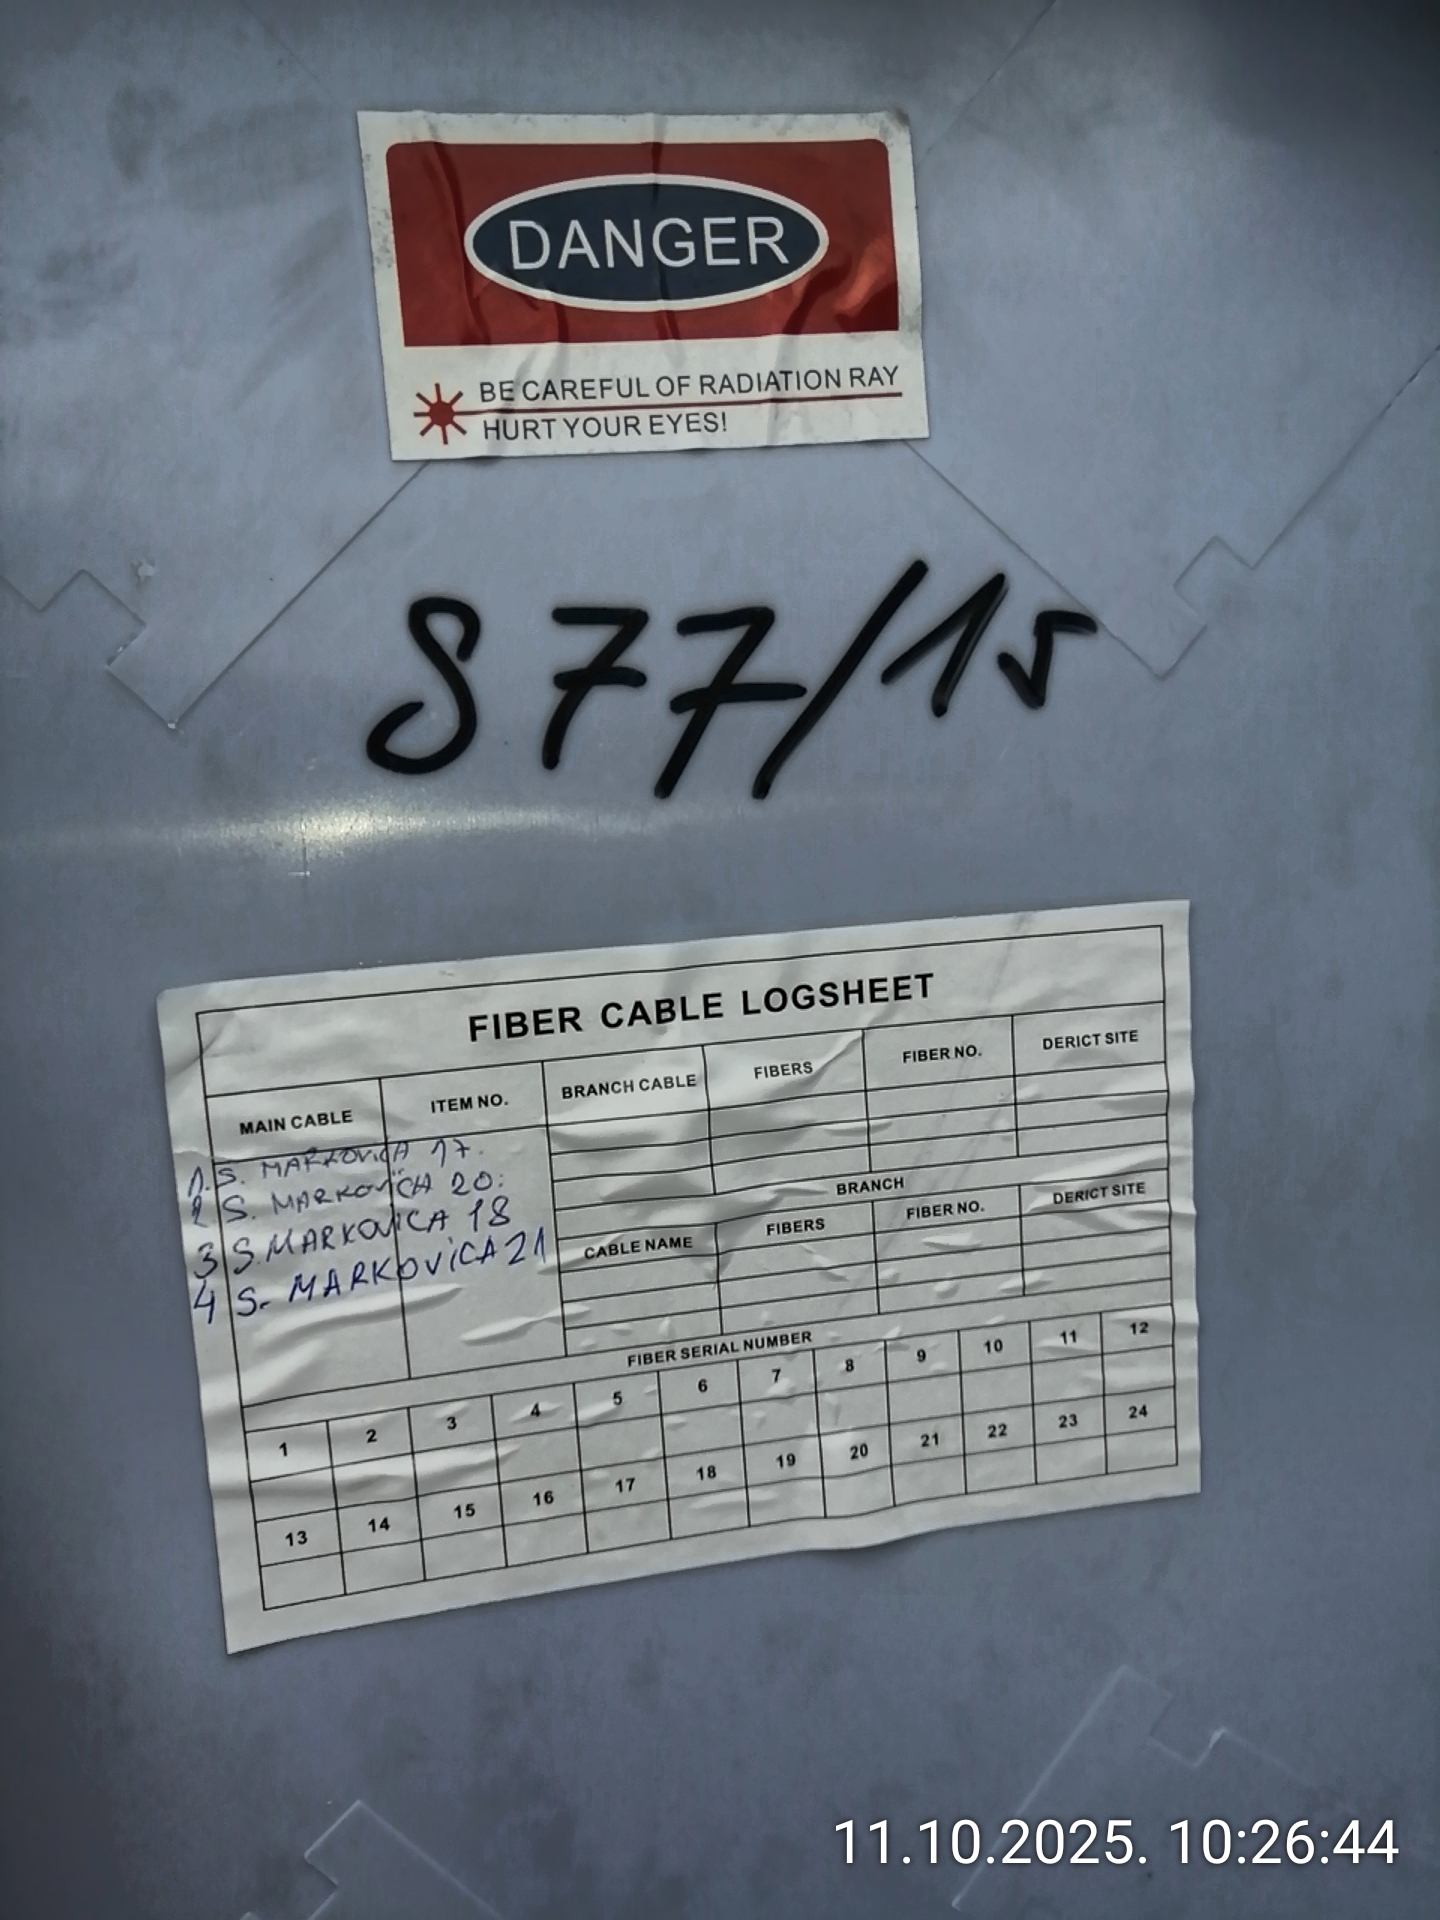 DANGER
BE CAREFUL OF RADIATION RAY
HURT YOUR EYES!
S77/15
FIBER CABLE LOGSHEET
MAIN CABLE ITEM NO. BRANCH CABLE FIBERS FIBER NO. DERICT SITE
1. S. MARKOVIĆA 17.
2 S. MARKOVIĆA 20.
3 S. MARKOVICA 18
4 S. MARKOVICA 21
BRANCH
CABLE NAME FIBERS FIBER NO. DERICT SITE
FIBER SERIAL NUMBER
1 2 3 4 5 6 7 8 9 10 11 12
13 14 15 16 17 18 19 20 21 22 23 24
11.10.2025. 10:26:44